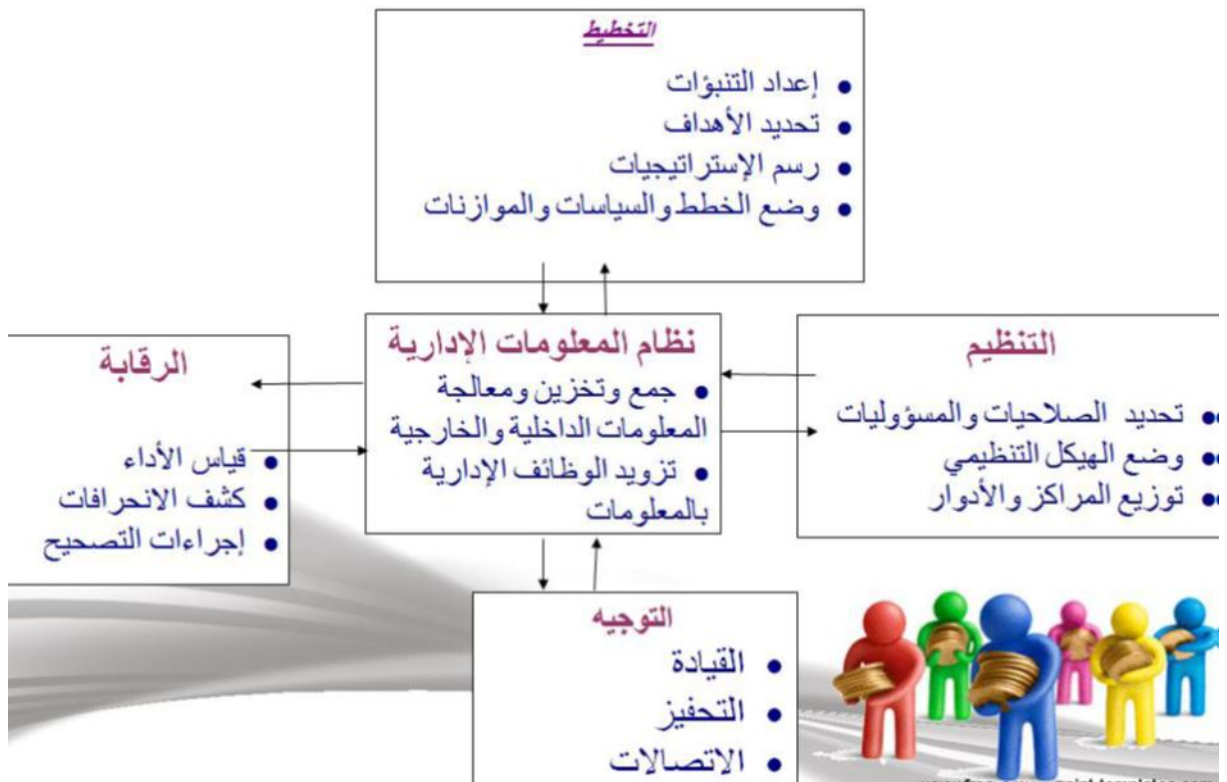 التخطيط
إعداد التنبؤات
تحديد الأهداف
رسم الإستراتيجيات
وضع الخطط والسياسات والموازنات
نظام المعلومات الإدارية
جمع وتخزين ومعالجة
المعلومات الداخلية والخارجية
تزويد الوظائف الإدارية
بالمعلومات
التنظيم
تحديد الصلاحيات والمسؤوليات
وضع الهيكل التنظيمي
توزيع المراكز والأدوار
الرقابة
قياس الأداء
كشف الانحرافات
إجراءات التصحيح
التوجيه
القيادة
التحفيز
الاتصالات